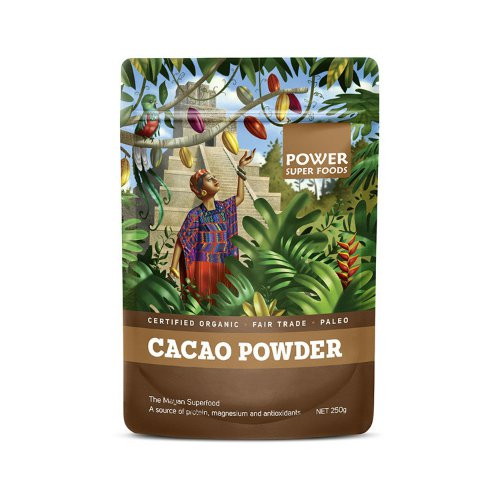 POWER
SUPER FOODS
CERTIFIED ORGANIC · FAIR TRADE · PALEO
CACAO POWDER
The Mayan Superfood
A source of protein, magnesium and antioxidants
NET 250g